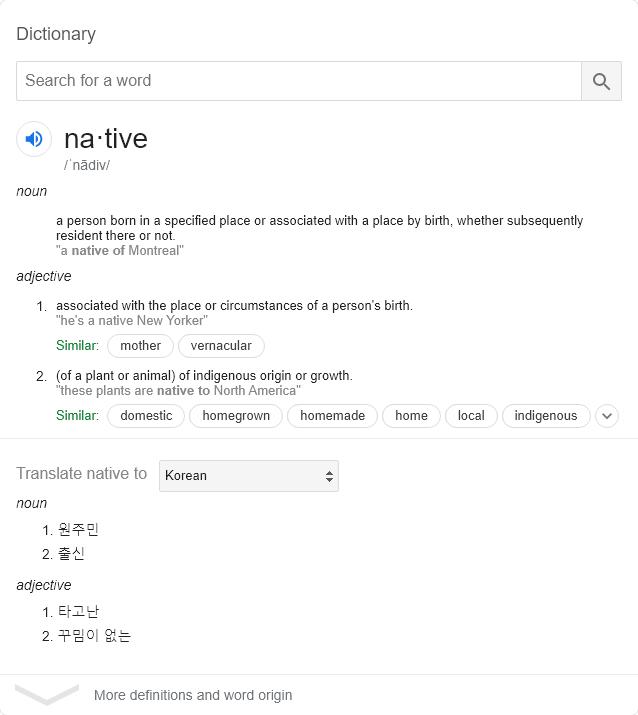 Dictionary
Search for a word
na·tive
/ˈnādiv/
noun
a person born in a specified place or associated with a place by birth, whether subsequently
resident there or not.
"a native of Montreal"
adjective
1. associated with the place or circumstances of a person's birth.
"he's a native New Yorker"
Similar: mother vernacular
2. (of a plant or animal) of indigenous origin or growth.
"these plants are native to North America"
Similar: domestic homegrown homemade home local indigenous
Translate native to Korean
noun
1. 원주민
2. 출신
adjective
1. 타고난
2. 꾸밈이 없는
More definitions and word origin